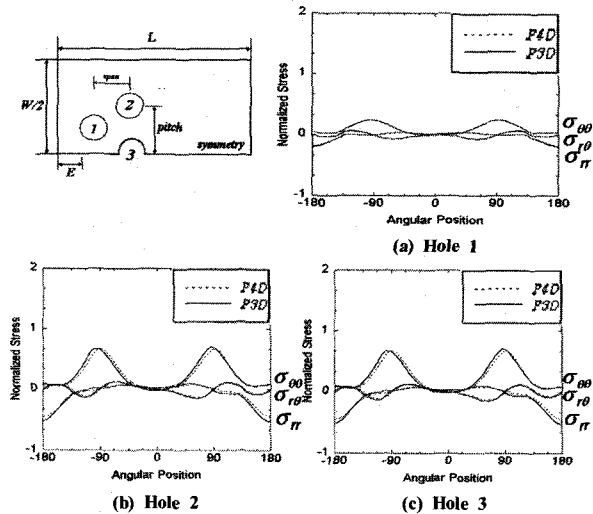 L
span
W/2
1
2
3
pitch
symmetry
E
P4D
P3D
Normalized Stress
2
1
0
-1
-180 -90 0 90 180
Angular Position
σθθ
σrθ
σrr
(a) Hole 1
P4D
P3D
Normalized Stress
2
1
0
-1
-180 -90 0 90 180
Angular Position
σθθ
σrθ
σrr
(b) Hole 2
P4D
P3D
Normalized Stress
2
1
0
-1
-180 -90 0 90 180
Angular Position
σθθ
σrθ
σrr
(c) Hole 3